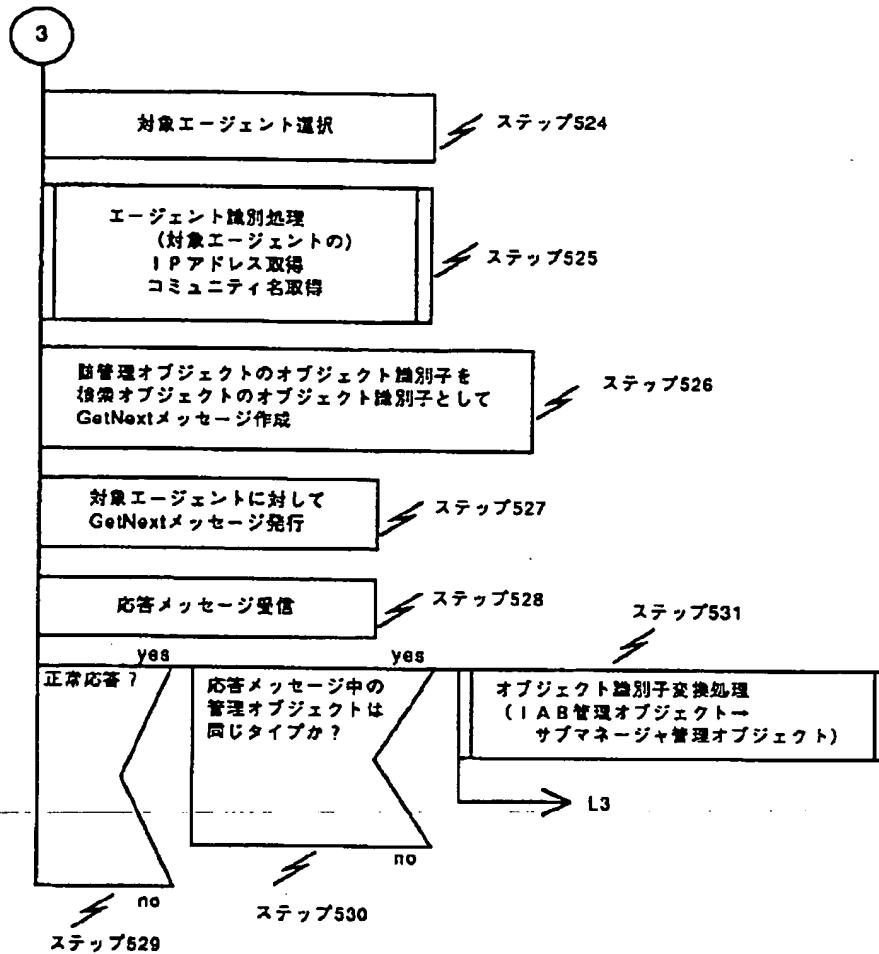 3
対象エージェント選択
ステップ524
エージェント識別処理
(対象エージェントの)
IPアドレス取得
コミュニティ名取得
ステップ525
該管理オブジェクトのオブジェクト識別子を
検索オブジェクトのオブジェクト識別子として
GetNextメッセージ作成
ステップ526
対象エージェントに対して
GetNextメッセージ発行
ステップ527
応答メッセージ受信
ステップ528
ステップ531
yes
yes
正常応答?
応答メッセージ中の
管理オブジェクトは
同じタイプか?
オブジェクト識別子変換処理
(IAB管理オブジェクト→
サブマネージャ管理オブジェクト)
L3
no
no
ステップ530
ステップ529